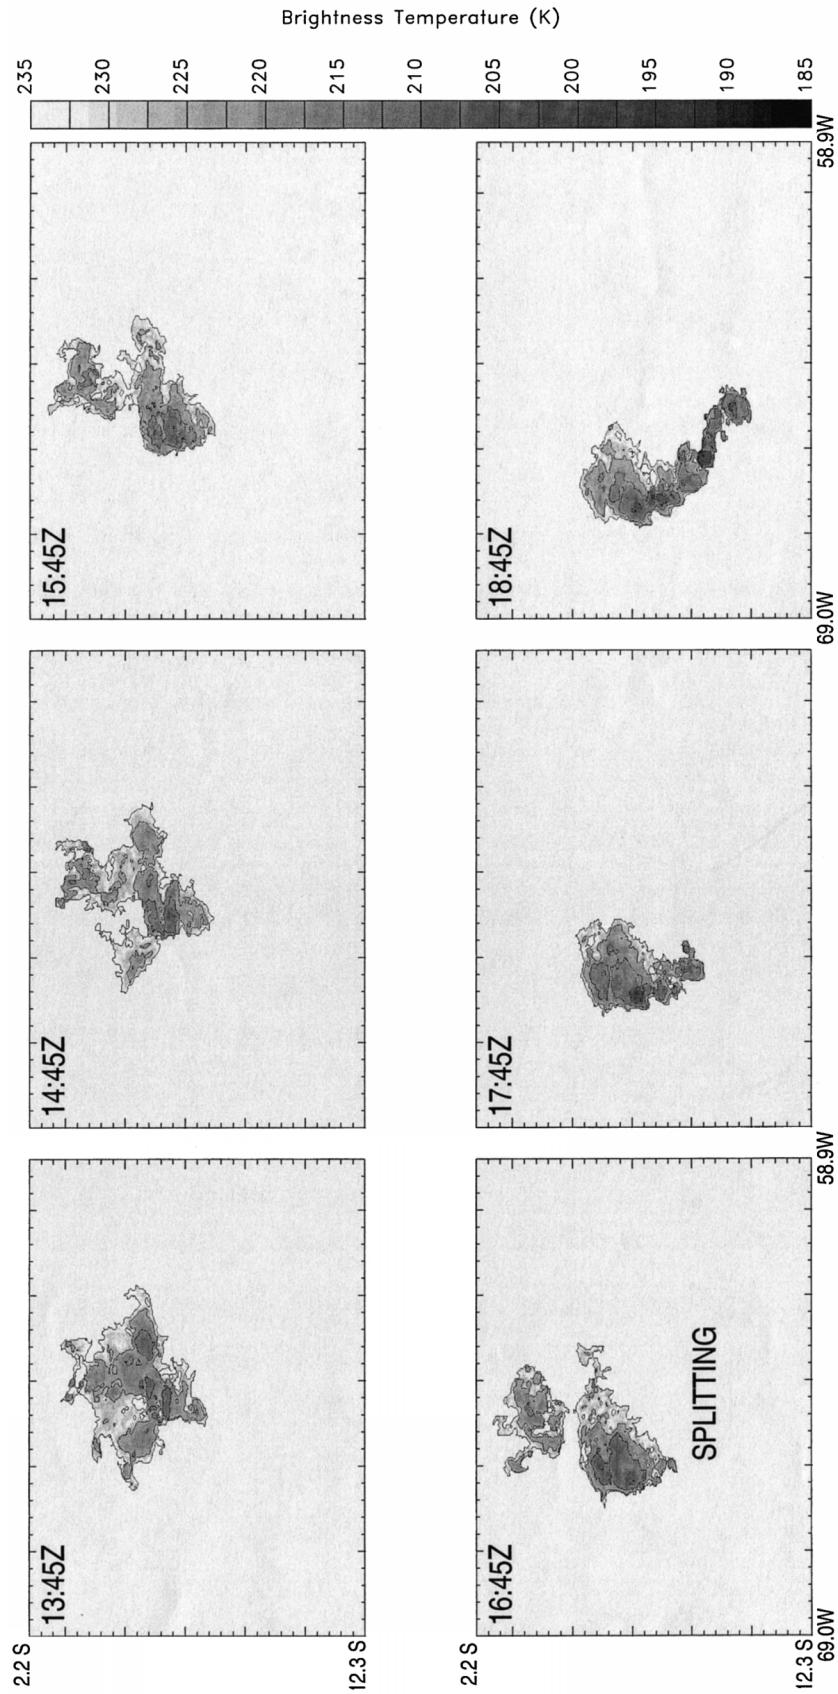 Brightness Temperature (K)
235 230 225 220 215 210 205 200 195 190 185
15:45Z
18:45Z
58.9W
69.0W
14:45Z
17:45Z
13:45Z
16:45Z
SPLITTING
58.9W
69.0W
2.2 S
12.3 S
2.2 S
12.3 S